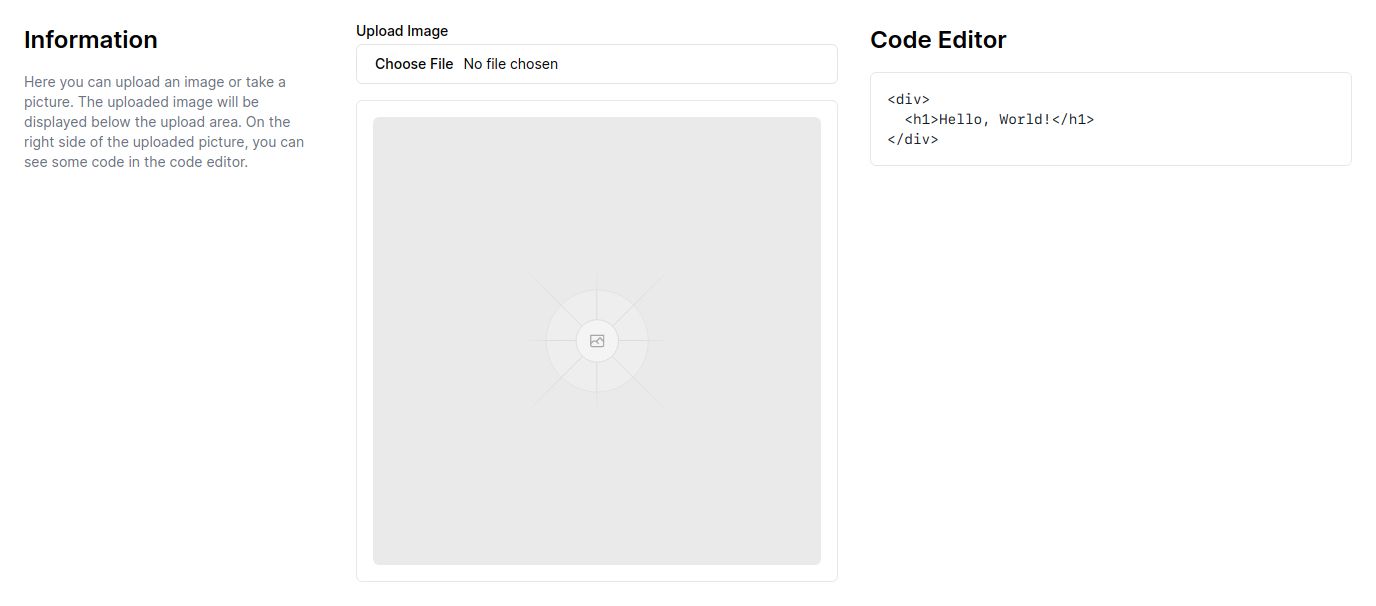 Information
Here you can upload an image or take a
picture. The uploaded image will be
displayed below the upload area. On the
right side of the uploaded picture, you can
see some code in the code editor.
Upload Image
Choose File No file chosen
Code Editor
<div>
  <h1>Hello, World!</h1>
</div>